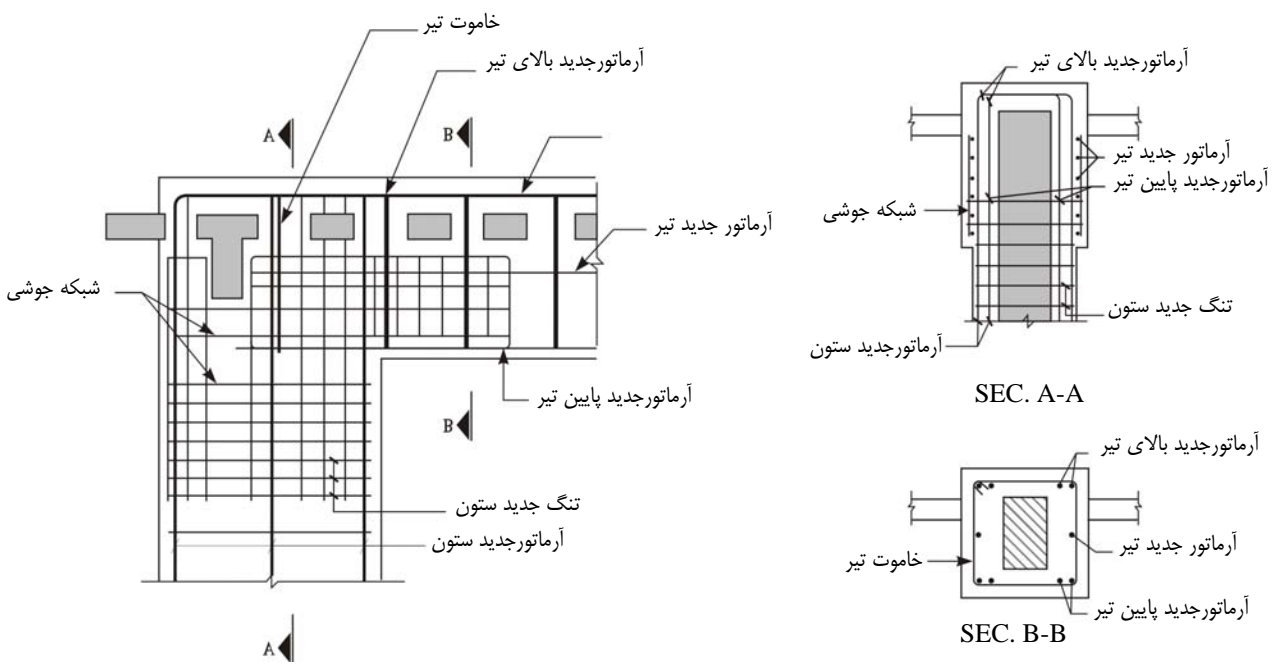 خاموت تیر
آرماتورجدید بالای تیر
A
B
آرماتور جدید تیر
شبکه جوشی
آرماتورجدید پایین تیر
B
تنگ جدید ستون
آرماتورجدید ستون
A
آرماتورجدید بالای تیر
آرماتور جدید تیر
آرماتورجدید پایین تیر
شبکه جوشی
تنگ جدید ستون
آرماتورجدید ستون
SEC. A-A
آرماتورجدید بالای تیر
آرماتور جدید تیر
خاموت تیر
آرماتورجدید پایین تیر
SEC. B-B